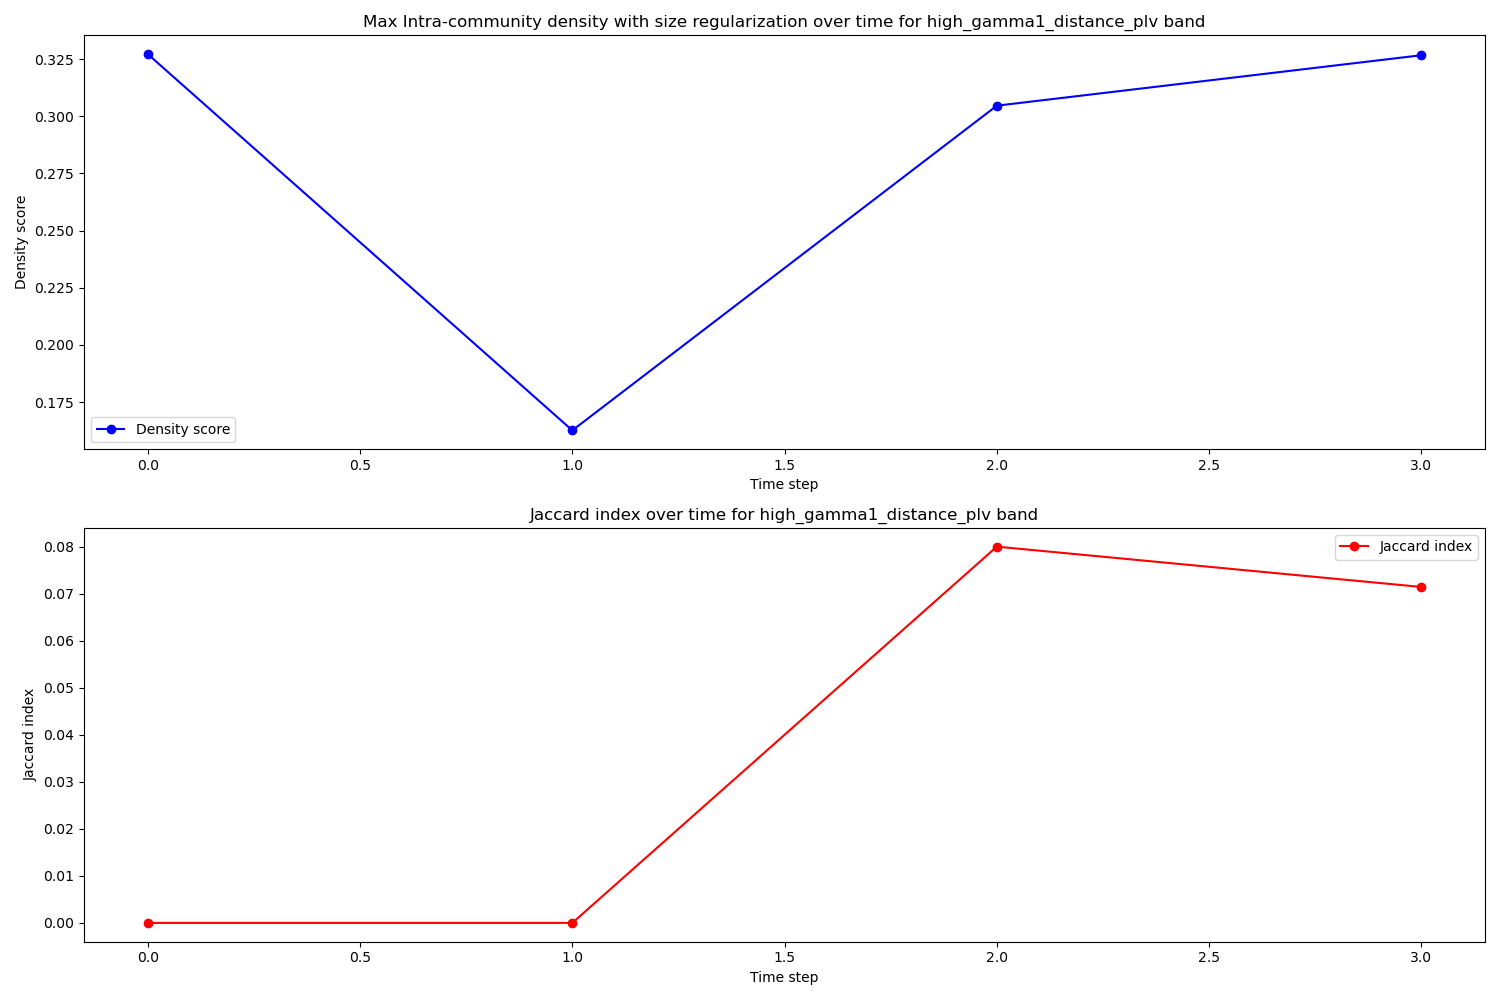 Max Intra-community density with size regularization over time for high_gamma1_distance_plv band
0.325
0.300
0.275
0.250
0.225
0.200
0.175
Density score
Density score
0.0 0.5 1.0 1.5 2.0 2.5 3.0
Time step
Jaccard index over time for high_gamma1_distance_plv band
0.08
0.07
0.06
0.05
0.04
0.03
0.02
0.01
0.00
Jaccard index
Jaccard index
0.0 0.5 1.0 1.5 2.0 2.5 3.0
Time step